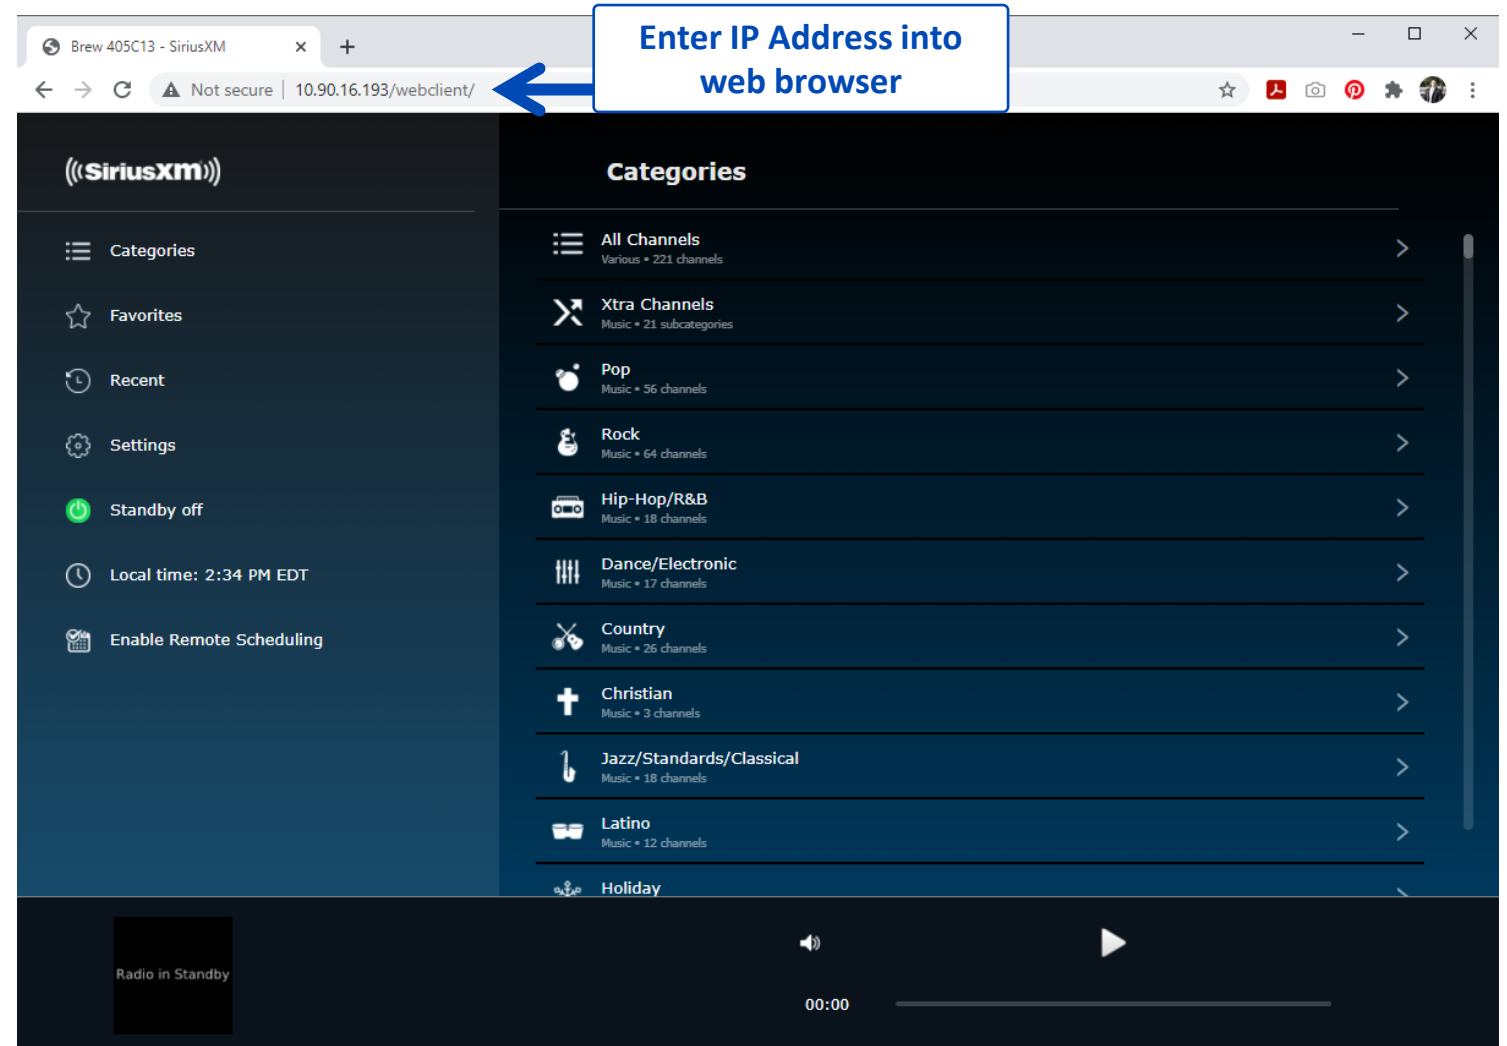 Brew 405C13 - SiriusXM
Enter IP Address into
web browser
Not secure | 10.90.16.193/webclient/
(((SiriusXM)))
Categories
Favorites
Recent
Settings
Standby off
Local time: 2:34 PM EDT
Enable Remote Scheduling
Categories
All Channels
Various • 221 channels
Xtra Channels
Music • 21 subcategories
Pop
Music • 56 channels
Rock
Music • 64 channels
Hip-Hop/R&B
Music • 18 channels
Dance/Electronic
Music • 17 channels
Country
Music • 26 channels
Christian
Music • 3 channels
Jazz/Standards/Classical
Music • 18 channels
Latino
Music • 12 channels
Holiday
Radio in Standby
00:00